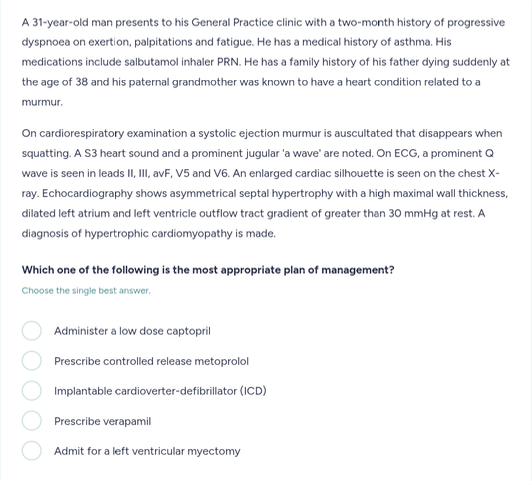 A 31-year-old man presents to his General Practice clinic with a two-month history of progressive
dyspnoea on exertion, palpitations and fatigue. He has a medical history of asthma. His
medications include salbutamol inhaler PRN. He has a family history of his father dying suddenly at
the age of 38 and his paternal grandmother was known to have a heart condition related to a
murmur.
On cardiorespiratory examination a systolic ejection murmur is auscultated that disappears when
squatting. A S3 heart sound and a prominent jugular 'a wave' are noted. On ECG, a prominent Q
wave is seen in leads II, III, avF, V5 and V6. An enlarged cardiac silhouette is seen on the chest X-
ray. Echocardiography shows asymmetrical septal hypertrophy with a high maximal wall thickness,
dilated left atrium and left ventricle outflow tract gradient of greater than 30 mmHg at rest. A
diagnosis of hypertrophic cardiomyopathy is made.
Which one of the following is the most appropriate plan of management?
Choose the single best answer.
Administer a low dose captopril
Prescribe controlled release metoprolol
Implantable cardioverter-defibrillator (ICD)
Prescribe verapamil
Admit for a left ventricular myectomy